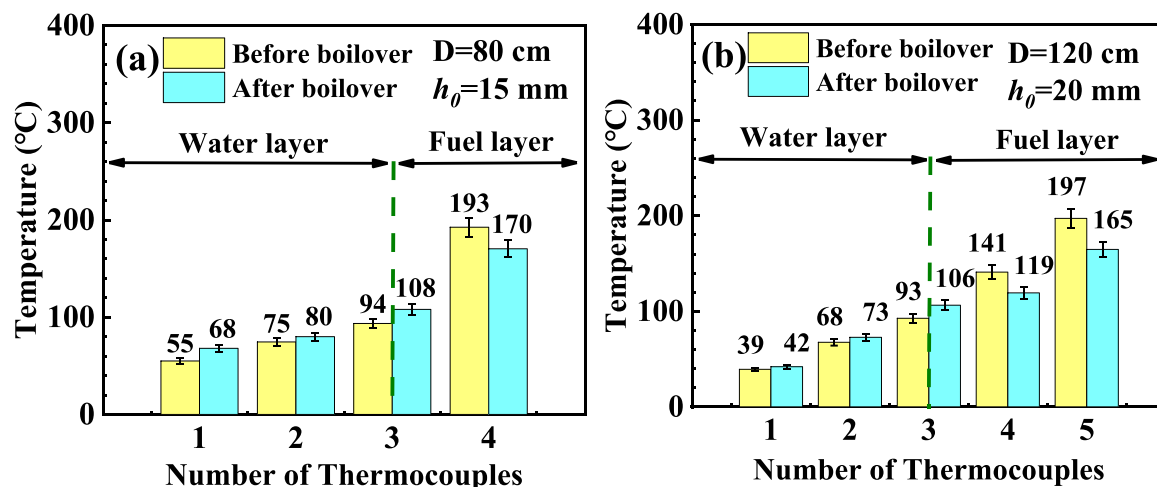 400
(a)
Before boilover
D=80 cm
After boilover
h0=15 mm
300
Water layer
Fuel layer
200
193
170
100
55
68
75
80
94
108
0
1
2
3
4
Temperature (°C)
Number of Thermocouples
400
(b)
Before boilover
D=120 cm
After boilover
h0=20 mm
300
Water layer
Fuel layer
200
197
165
141
119
100
39
42
68
73
93
106
0
1
2
3
4
5
Temperature (°C)
Number of Thermocouples